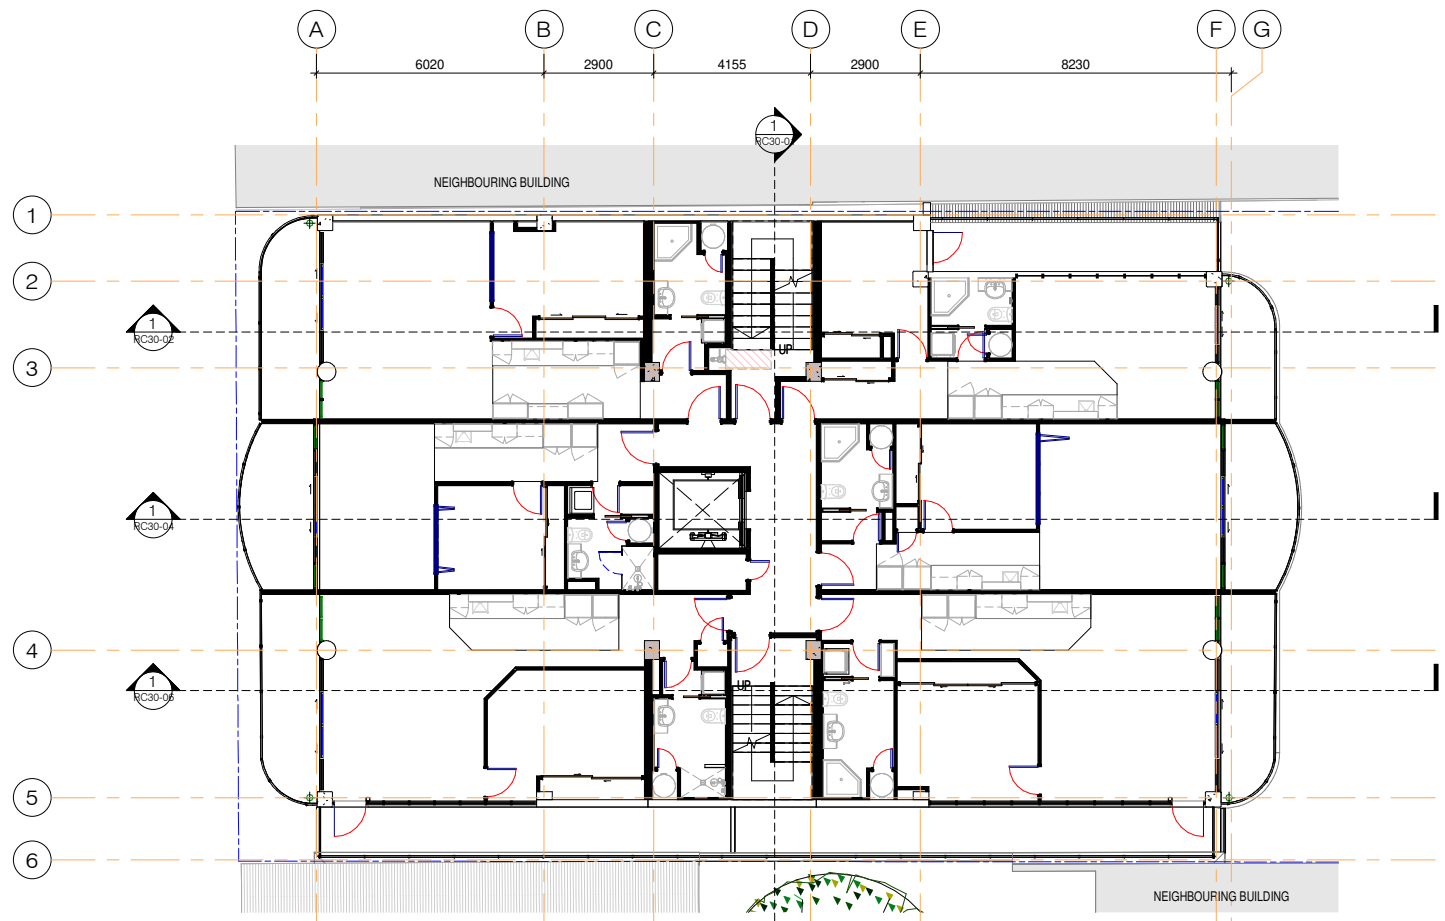 A B C D E F G
6020 2900 4155 2900 8230
1
RC30-0
NEIGHBOURING BUILDING
1
2
1
RC30-02
3
UP
1
RC30-04
4
1
RC30-06
UP
5
6
NEIGHBOURING BUILDING